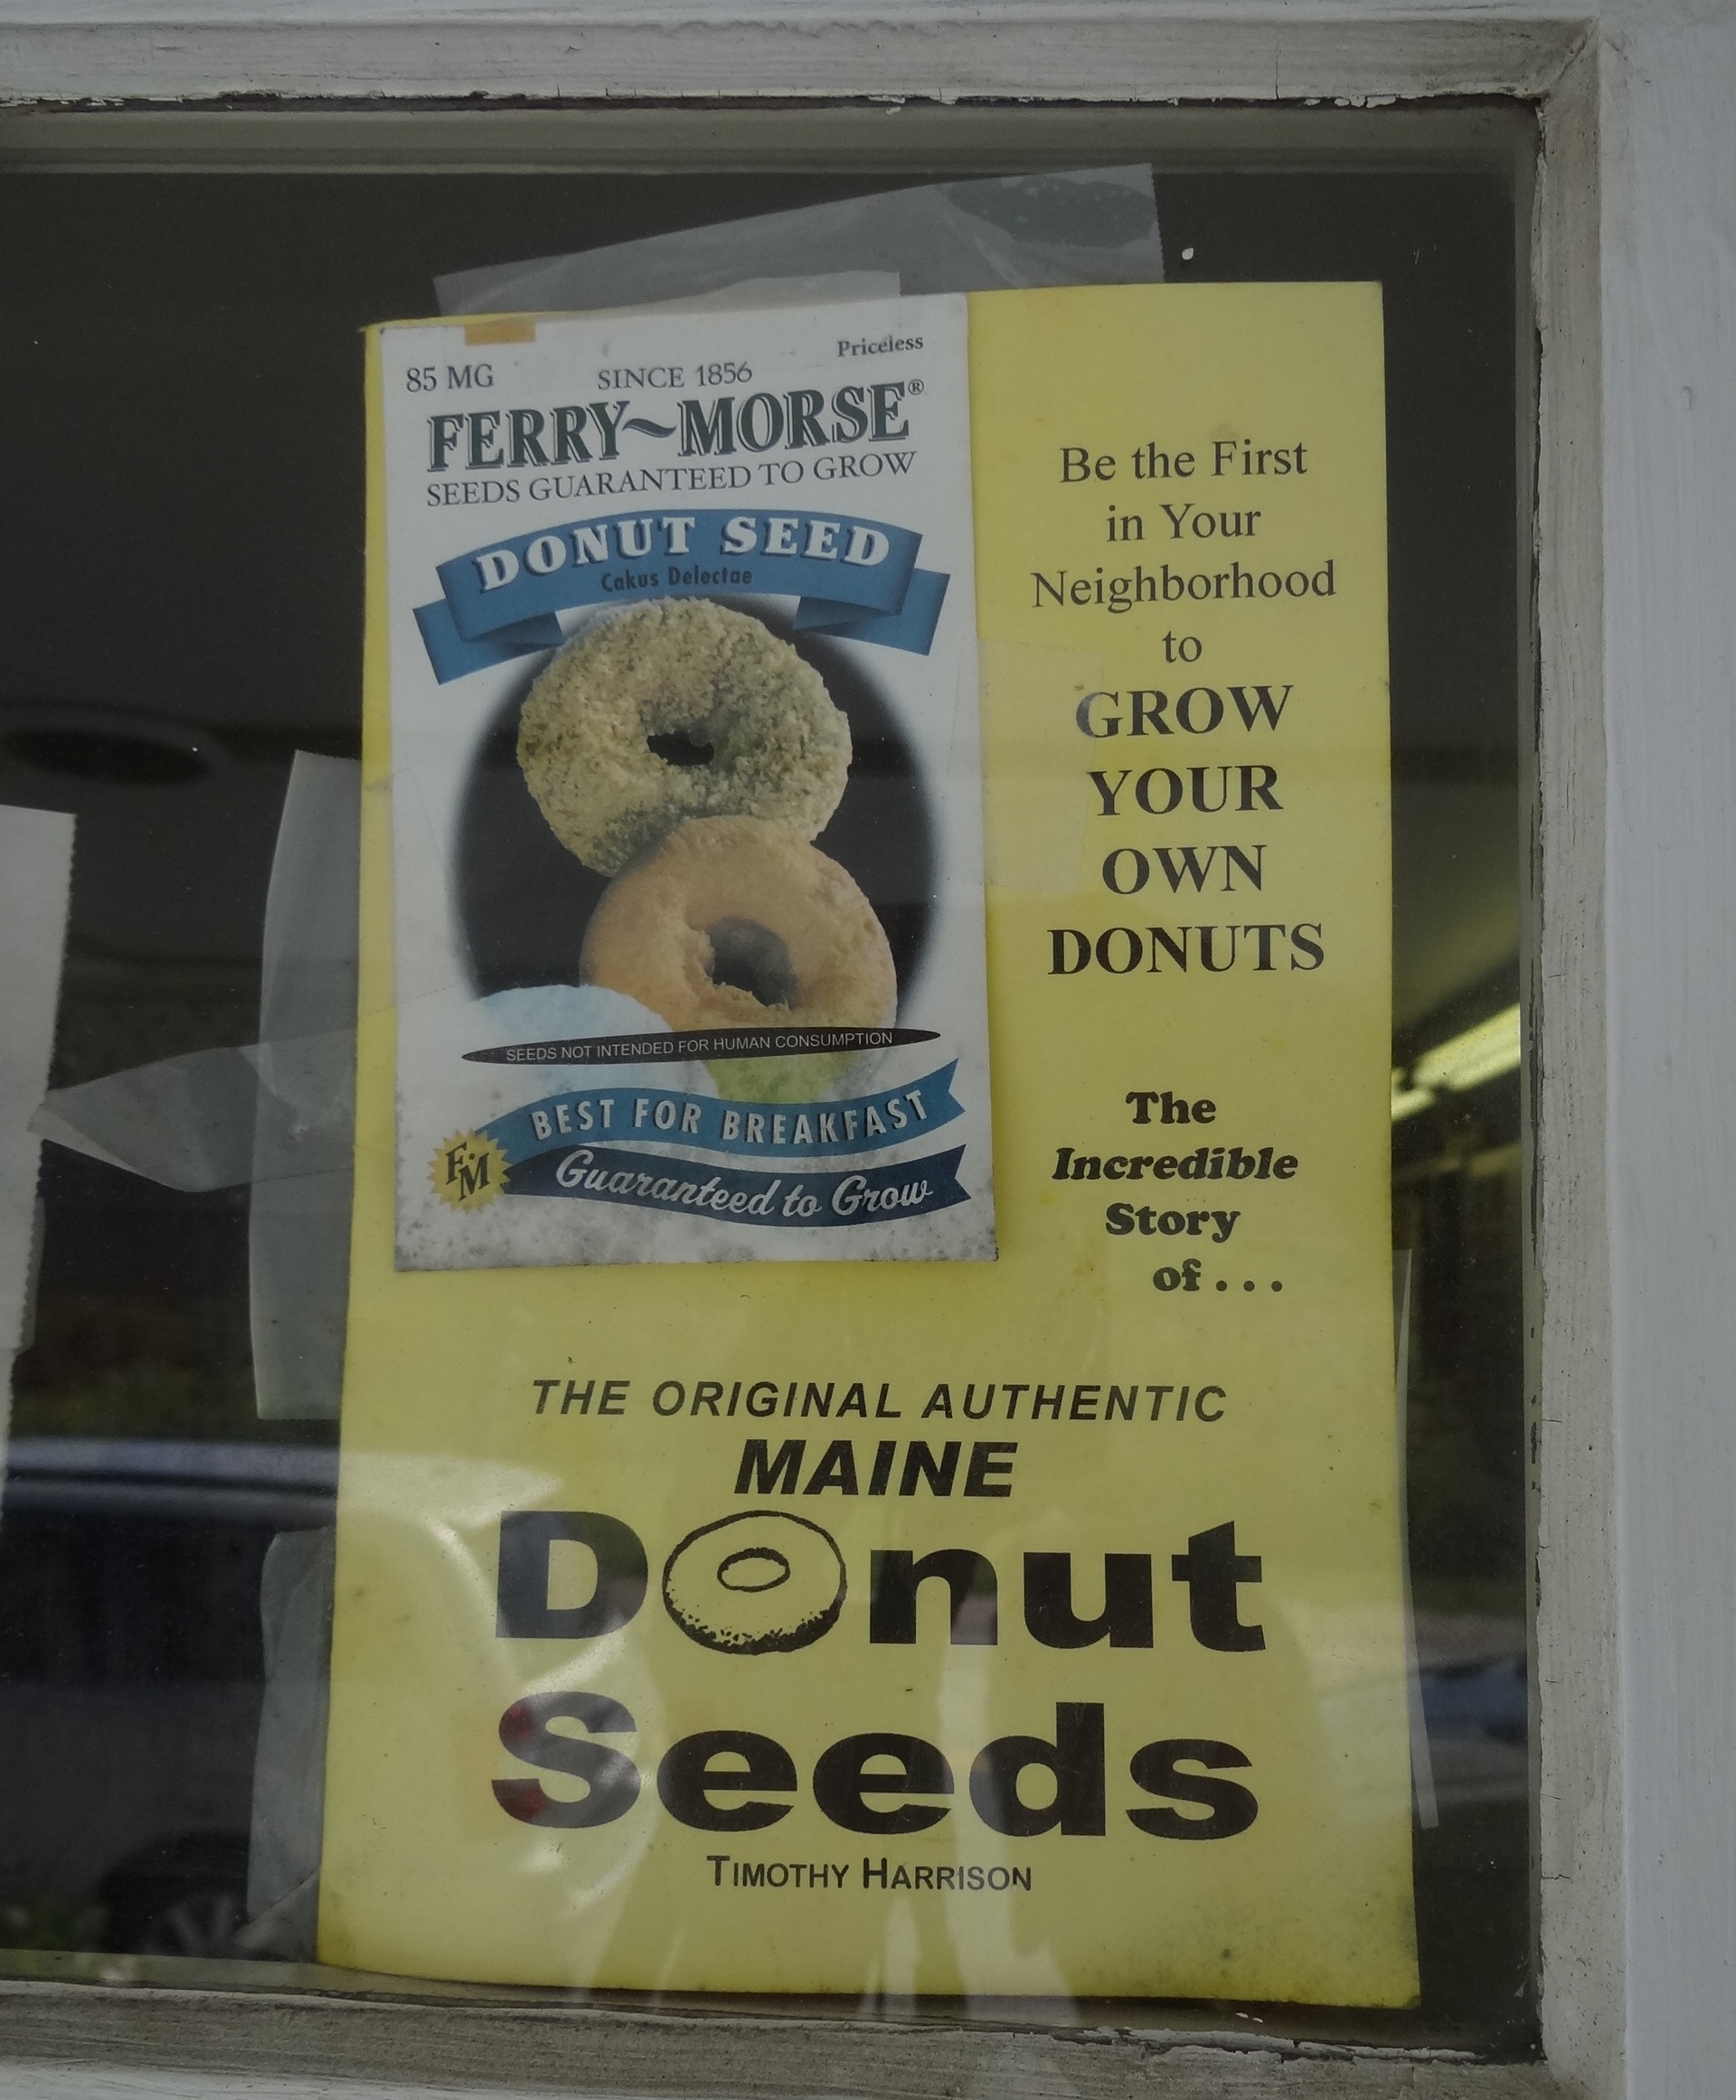 Priceless
85 MG SINCE 1856
FERRY~MORSE®
SEEDS GUARANTEED TO GROW
DONUT SEED
Cakus Delectae
SEEDS NOT INTENDED FOR HUMAN CONSUMPTION
BEST FOR BREAKFAST
F.M
Guaranteed to Grow
Be the First
in Your
Neighborhood
to
GROW
YOUR
OWN
DONUTS
The
Incredible
Story
of . . .
THE ORIGINAL AUTHENTIC
MAINE
Donut
Seeds
TIMOTHY HARRISON